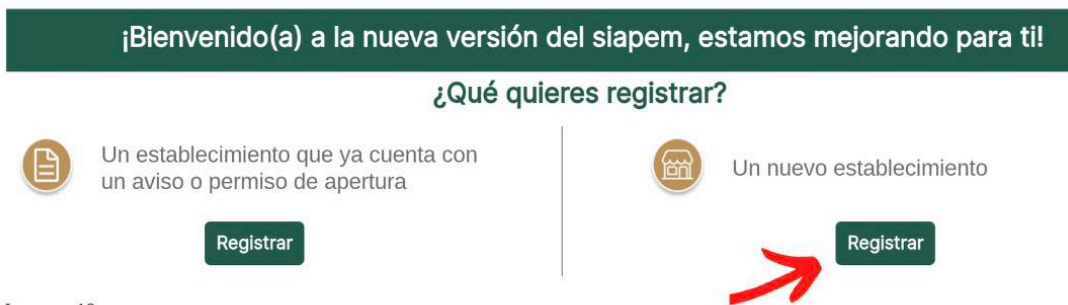 ¡Bienvenido(a) a la nueva versión del siapem, estamos mejorando para ti!
¿Qué quieres registrar?
Un establecimiento que ya cuenta con
un aviso o permiso de apertura
Registrar
Un nuevo establecimiento
Registrar